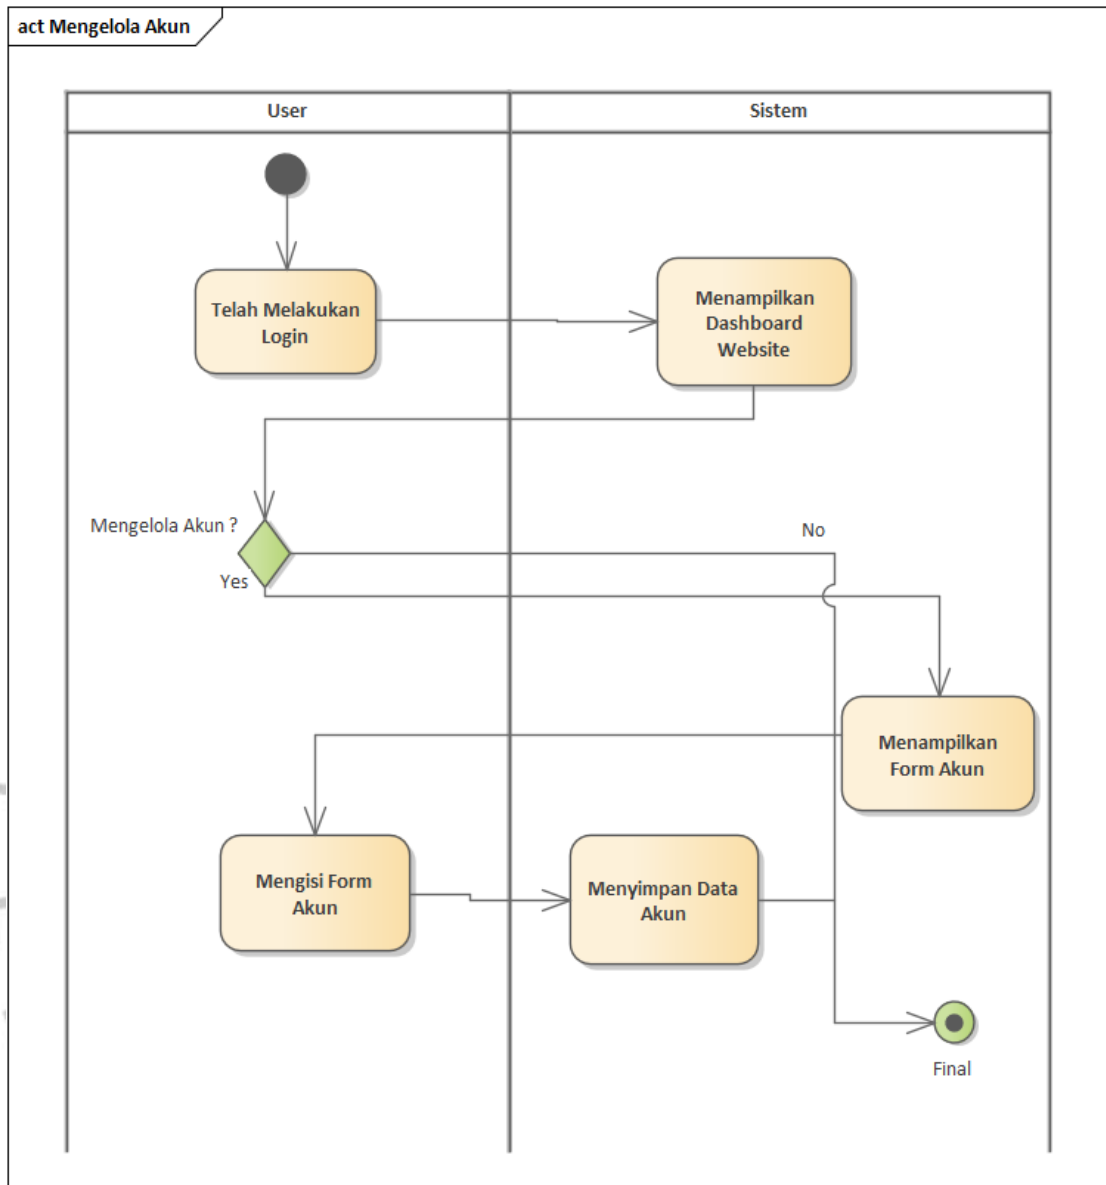 act Mengelola Akun
User
Sistem
Telah Melakukan
Login
Menampilkan
Dashboard
Website
Mengelola Akun ?
No
Yes
Menampilkan
Form Akun
Mengisi Form
Akun
Menyimpan Data
Akun
Final